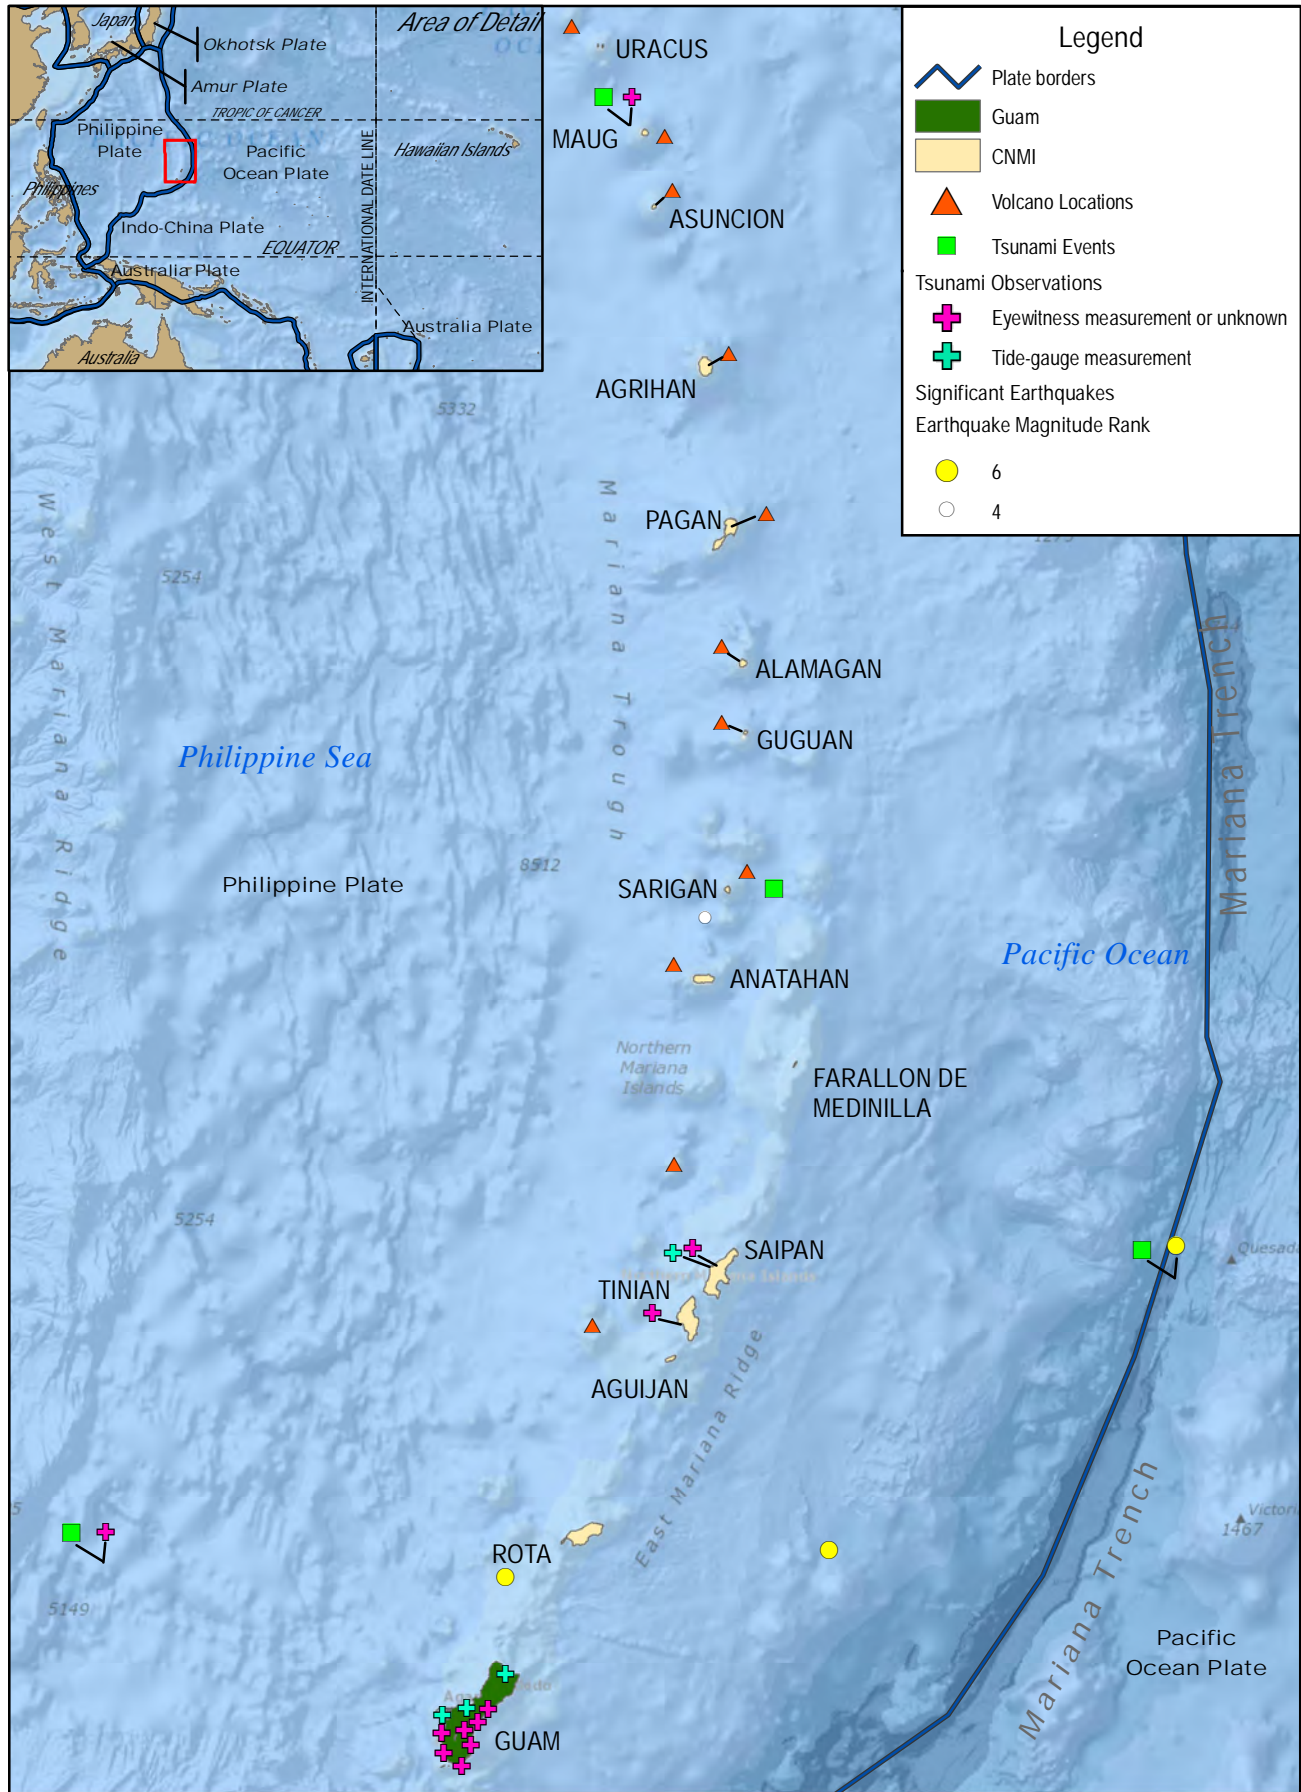 Area of Detail
Japan
Okhotsk Plate
Amur Plate
TROPIC OF CANCER
Philippine
Plate
OCEAN
Pacific
Ocean Plate
Hawaiian Islands
INTERNATIONAL DATE LINE
Philippines
Indo-China Plate
EQUATOR
Australia Plate
Australia Plate
Australia
Legend
Plate borders
Guam
CNMI
Volcano Locations
Tsunami Events
Tsunami Observations
Eyewitness measurement or unknown
Tide-gauge measurement
Significant Earthquakes
Earthquake Magnitude Rank
6
4
URACUS
MAUG
ASUNCION
AGRIHAN
5332
PAGAN
West Mariana Ridge
Mariana Trough
5254
ALAMAGAN
GUGUAN
Mariana Trench
Philippine Sea
8512
Philippine Plate
SARIGAN
Pacific Ocean
ANATAHAN
Northern
Mariana
Islands
FARALLON DE
MEDINILLA
5254
SAIPAN
Quesada
TINIAN
AGUIJAN
East Mariana Ridge
Mariana Trench
1467
ROTA
5149
Pacific
Ocean Plate
GUAM